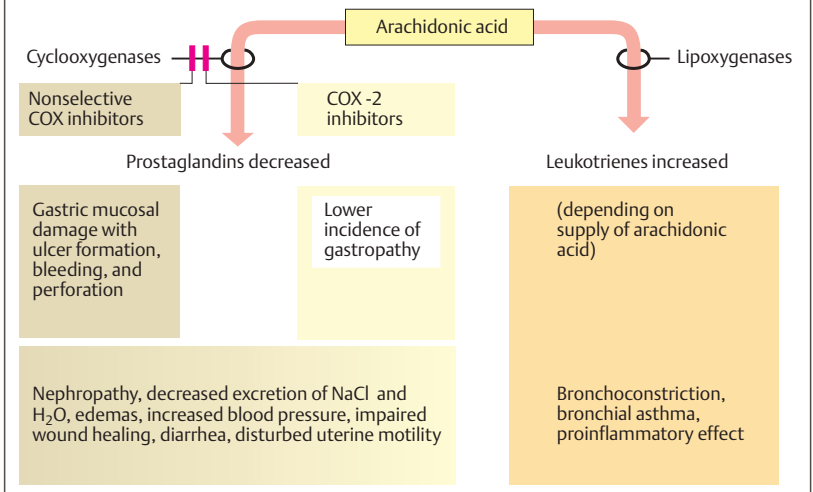 Arachidonic acid
Cyclooxygenases
Lipoxygenases
Nonselective
COX inhibitors
COX -2
inhibitors
Prostaglandins decreased
Leukotrienes increased
Gastric mucosal
damage with
ulcer formation,
bleeding, and
perforation
Lower
incidence of
gastropathy
(depending on
supply of arachidonic
acid)
Nephropathy, decreased excretion of NaCl and
H₂O, edemas, increased blood pressure, impaired
wound healing, diarrhea, disturbed uterine motility
Bronchoconstriction,
bronchial asthma,
proinflammatory effect